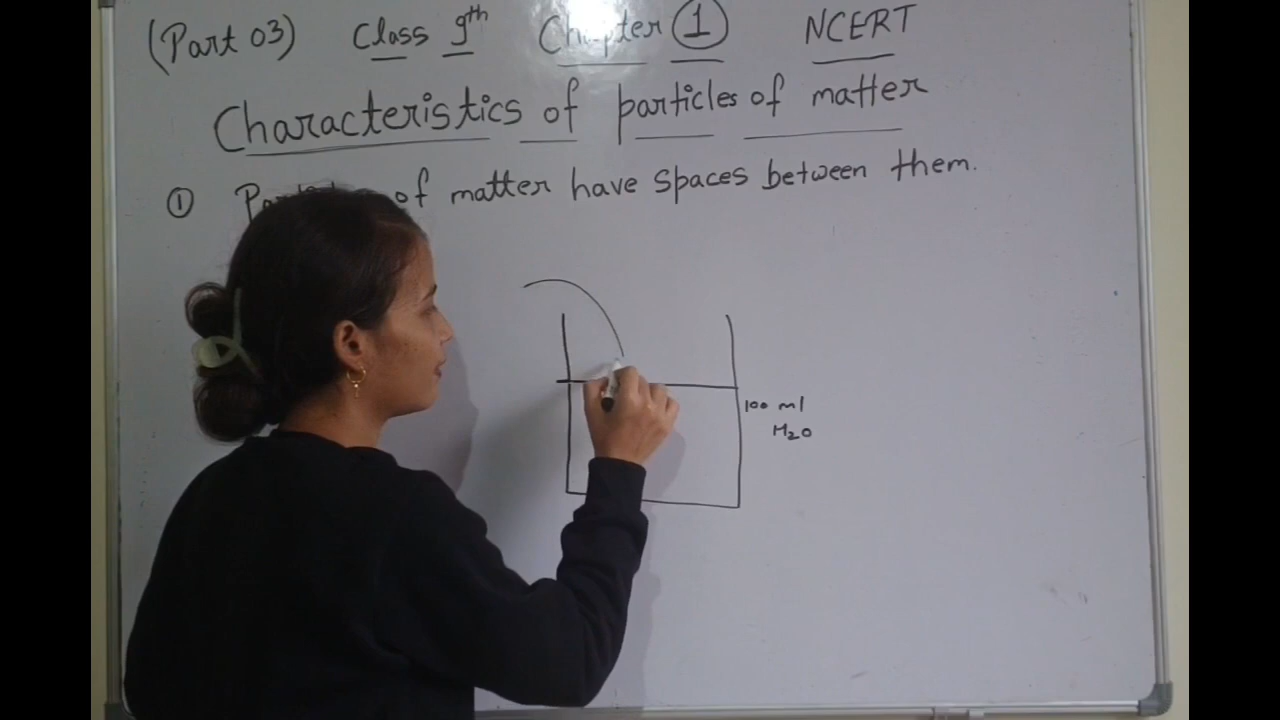 (Part 03) Class 9th Chapter 1 NCERT
Characteristics of particles of matter
① of matter have spaces between them.
100 ml
H₂O